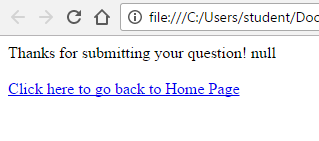 file:///C:/Users/student/Doc
Thanks for submitting your question! null
Click here to go back to Home Page